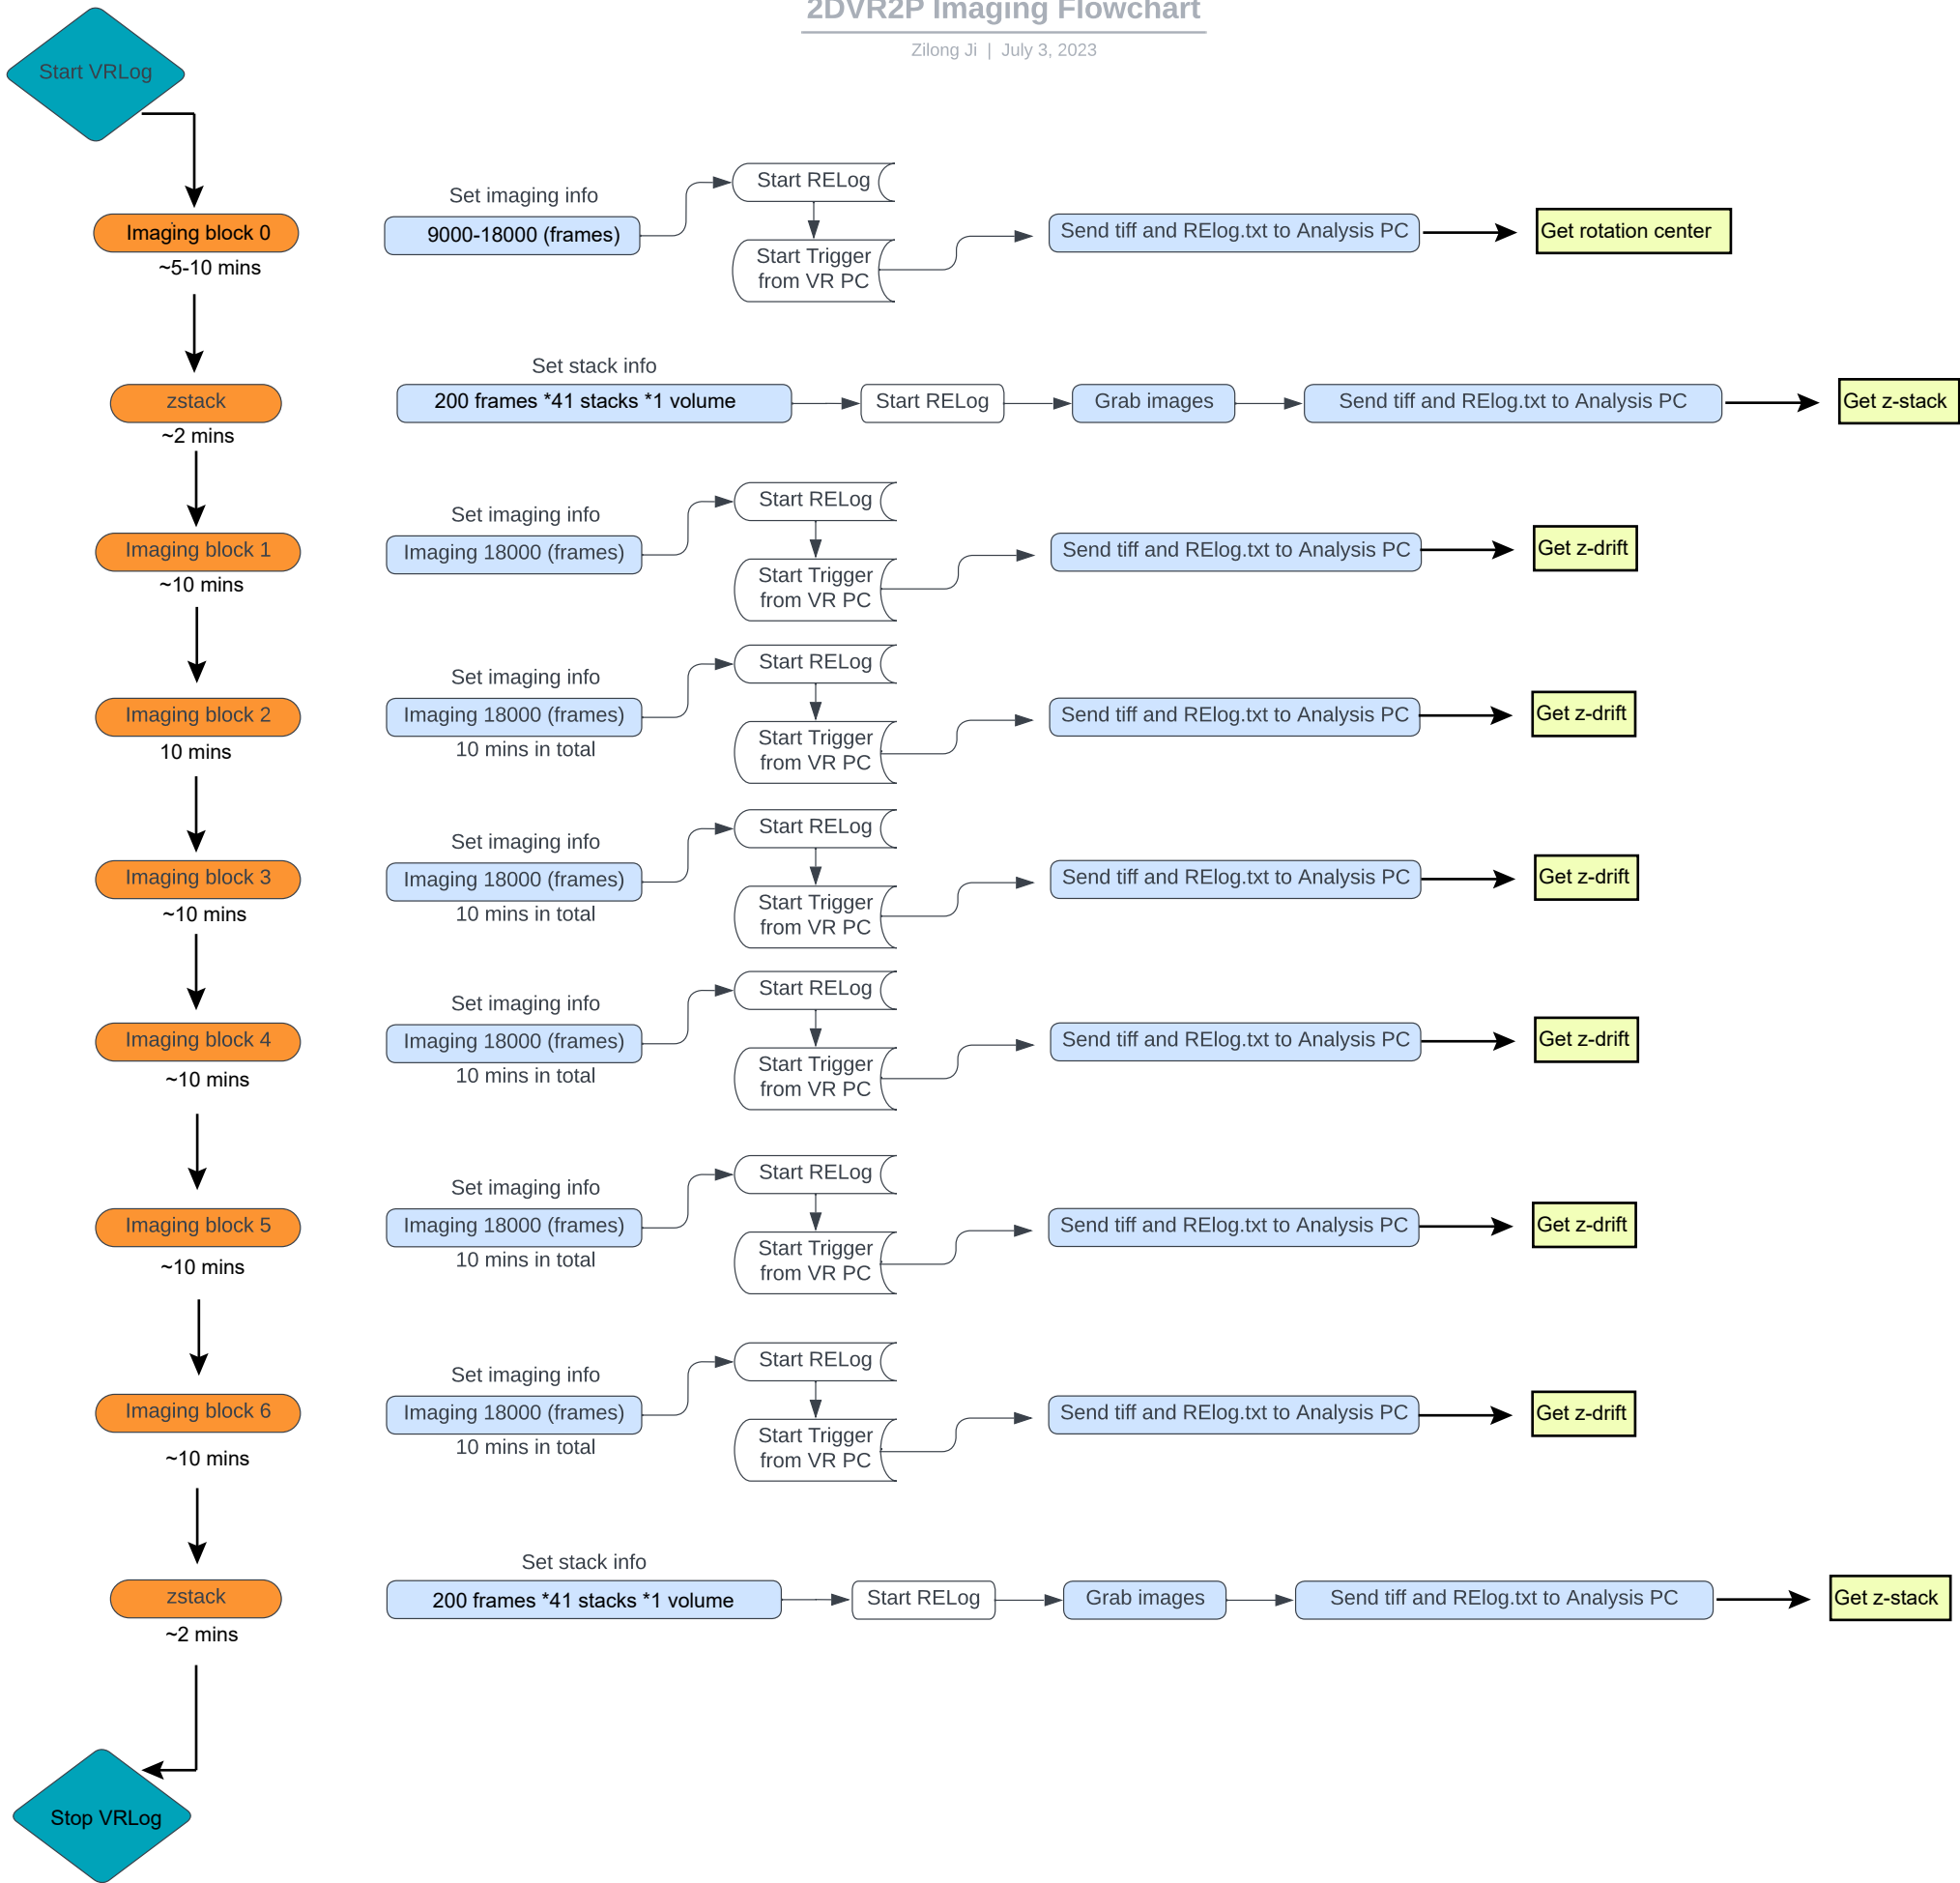 2DVR2P Imaging Flowchart
Zilong Ji | July 3, 2023
Start VRLog
Imaging block 0
~5-10 mins
Set imaging info
9000-18000 (frames)
Start RELog
Start Trigger
from VR PC
Send tiff and RElog.txt to Analysis PC
Get rotation center
zstack
~2 mins
Set stack info
200 frames *41 stacks *1 volume
Start RELog
Grab images
Send tiff and RElog.txt to Analysis PC
Get z-stack
Imaging block 1
~10 mins
Set imaging info
Imaging 18000 (frames)
Start RELog
Start Trigger
from VR PC
Send tiff and RElog.txt to Analysis PC
Get z-drift
Imaging block 2
10 mins
Set imaging info
Imaging 18000 (frames)
10 mins in total
Start RELog
Start Trigger
from VR PC
Send tiff and RElog.txt to Analysis PC
Get z-drift
Imaging block 3
~10 mins
Set imaging info
Imaging 18000 (frames)
10 mins in total
Start RELog
Start Trigger
from VR PC
Send tiff and RElog.txt to Analysis PC
Get z-drift
Imaging block 4
~10 mins
Set imaging info
Imaging 18000 (frames)
10 mins in total
Start RELog
Start Trigger
from VR PC
Send tiff and RElog.txt to Analysis PC
Get z-drift
Imaging block 5
~10 mins
Set imaging info
Imaging 18000 (frames)
10 mins in total
Start RELog
Start Trigger
from VR PC
Send tiff and RElog.txt to Analysis PC
Get z-drift
Imaging block 6
~10 mins
Set imaging info
Imaging 18000 (frames)
10 mins in total
Start RELog
Start Trigger
from VR PC
Send tiff and RElog.txt to Analysis PC
Get z-drift
zstack
~2 mins
Set stack info
200 frames *41 stacks *1 volume
Start RELog
Grab images
Send tiff and RElog.txt to Analysis PC
Get z-stack
Stop VRLog